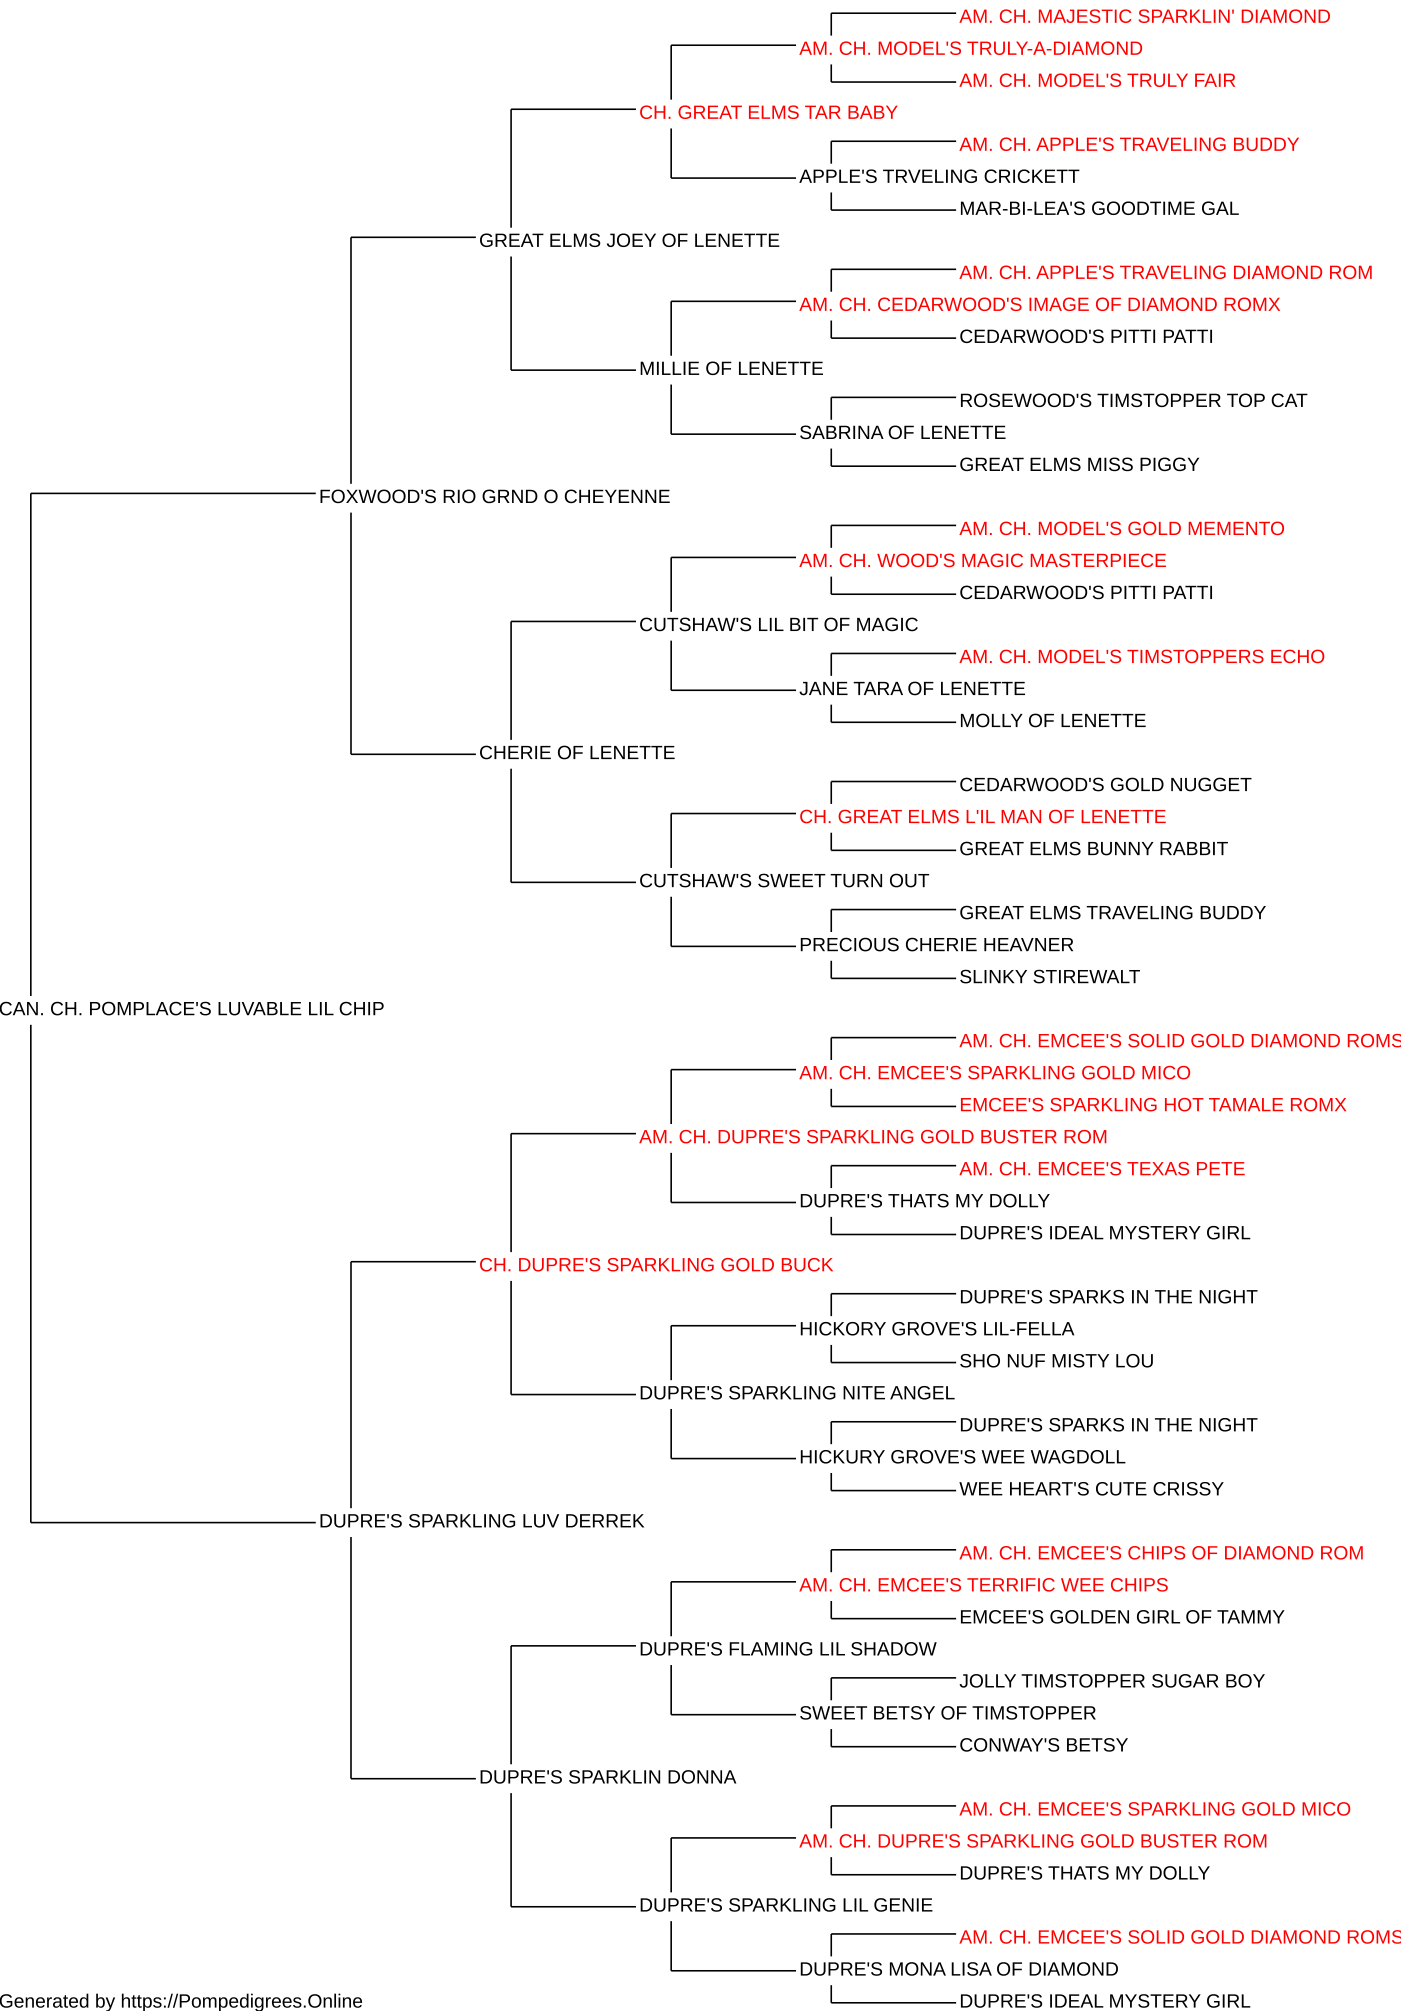 AM. CH. MAJESTIC SPARKLIN' DIAMOND
AM. CH. MODEL'S TRULY-A-DIAMOND
AM. CH. MODEL'S TRULY FAIR
CH. GREAT ELMS TAR BABY
AM. CH. APPLE'S TRAVELING BUDDY
APPLE'S TRVELING CRICKETT
MAR-BI-LEA'S GOODTIME GAL
GREAT ELMS JOEY OF LENETTE
AM. CH. APPLE'S TRAVELING DIAMOND ROM
AM. CH. CEDARWOOD'S IMAGE OF DIAMOND ROMX
CEDARWOOD'S PITTI PATTI
MILLIE OF LENETTE
ROSEWOOD'S TIMSTOPPER TOP CAT
SABRINA OF LENETTE
GREAT ELMS MISS PIGGY
FOXWOOD'S RIO GRND O CHEYENNE
AM. CH. MODEL'S GOLD MEMENTO
AM. CH. WOOD'S MAGIC MASTERPIECE
CEDARWOOD'S PITTI PATTI
CUTSHAW'S LIL BIT OF MAGIC
AM. CH. MODEL'S TIMSTOPPERS ECHO
JANE TARA OF LENETTE
MOLLY OF LENETTE
CHERIE OF LENETTE
CEDARWOOD'S GOLD NUGGET
CH. GREAT ELMS L'IL MAN OF LENETTE
GREAT ELMS BUNNY RABBIT
CUTSHAW'S SWEET TURN OUT
GREAT ELMS TRAVELING BUDDY
PRECIOUS CHERIE HEAVNER
SLINKY STIREWALT
CAN. CH. POMPLACE'S LUVABLE LIL CHIP
AM. CH. EMCEE'S SOLID GOLD DIAMOND ROMS
AM. CH. EMCEE'S SPARKLING GOLD MICO
EMCEE'S SPARKLING HOT TAMALE ROMX
AM. CH. DUPRE'S SPARKLING GOLD BUSTER ROM
AM. CH. EMCEE'S TEXAS PETE
DUPRE'S THATS MY DOLLY
DUPRE'S IDEAL MYSTERY GIRL
CH. DUPRE'S SPARKLING GOLD BUCK
DUPRE'S SPARKS IN THE NIGHT
HICKORY GROVE'S LIL-FELLA
SHO NUF MISTY LOU
DUPRE'S SPARKLING NITE ANGEL
DUPRE'S SPARKS IN THE NIGHT
HICKURY GROVE'S WEE WAGDOLL
WEE HEART'S CUTE CRISSY
DUPRE'S SPARKLING LUV DERREK
AM. CH. EMCEE'S CHIPS OF DIAMOND ROM
AM. CH. EMCEE'S TERRIFIC WEE CHIPS
EMCEE'S GOLDEN GIRL OF TAMMY
DUPRE'S FLAMING LIL SHADOW
JOLLY TIMSTOPPER SUGAR BOY
SWEET BETSY OF TIMSTOPPER
CONWAY'S BETSY
DUPRE'S SPARKLIN DONNA
AM. CH. EMCEE'S SPARKLING GOLD MICO
AM. CH. DUPRE'S SPARKLING GOLD BUSTER ROM
DUPRE'S THATS MY DOLLY
DUPRE'S SPARKLING LIL GENIE
AM. CH. EMCEE'S SOLID GOLD DIAMOND ROMS
DUPRE'S MONA LISA OF DIAMOND
DUPRE'S IDEAL MYSTERY GIRL
Generated by https://Pompedigrees.Online